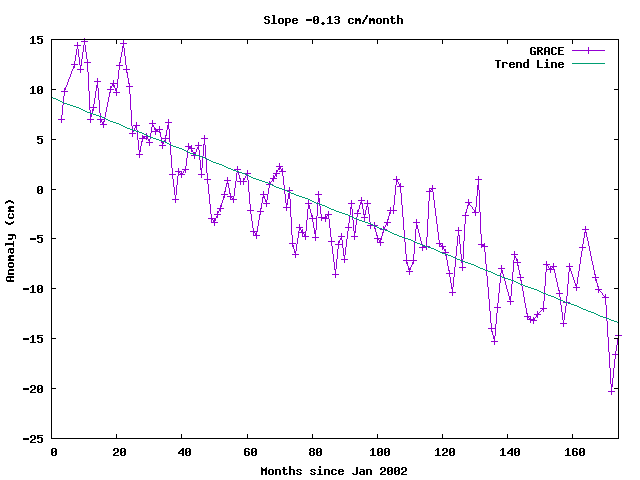 Slope -0.13 cm/month
GRACE
Trend Line
15
10
5
0
-5
-10
-15
-20
-25
Anomaly (cm)
0 20 40 60 80 100 120 140 160
Months since Jan 2002